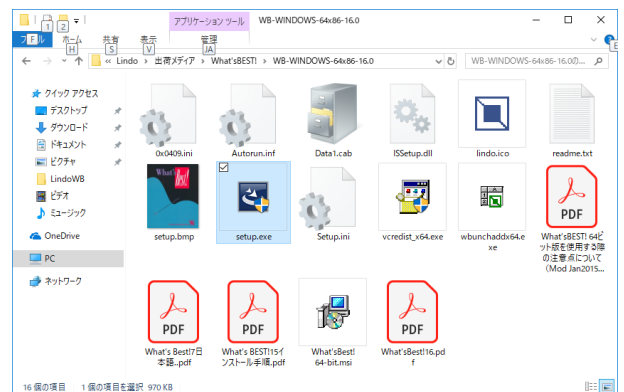 1
2
アプリケーション ツール
WB-WINDOWS-64x86-16.0
ホーム
共有
表示
管理
F
H
S
V
JA
E
« Lindo › 出荷メディア › What'sBEST! › WB-WINDOWS-64x86-16.0
WB-WINDOWS-64x86-16.0の...
クイック アクセス
デスクトップ
ダウンロード
ドキュメント
ピクチャ
LindoWB
ビデオ
ミュージック
OneDrive
PC
ネットワーク
0x0409.ini
Autorun.inf
Data1.cab
ISSetup.dll
lindo.ico
readme.txt
What's
Best!
setup.bmp
setup.exe
Setup.ini
vcredist_x64.exe
wbunchaddx64.e
xe
PDF
What'sBEST! 64ビ
ット版を使用する際
の注意点について
(Mod Jan2015...
PDF
What's Best!7日
本語..pdf
PDF
What's BEST!15イ
ンストール手順.pdf
What'sBest!
64-bit.msi
PDF
What'sBest!16.pd
f
16 個の項目
1 個の項目を選択 970 KB